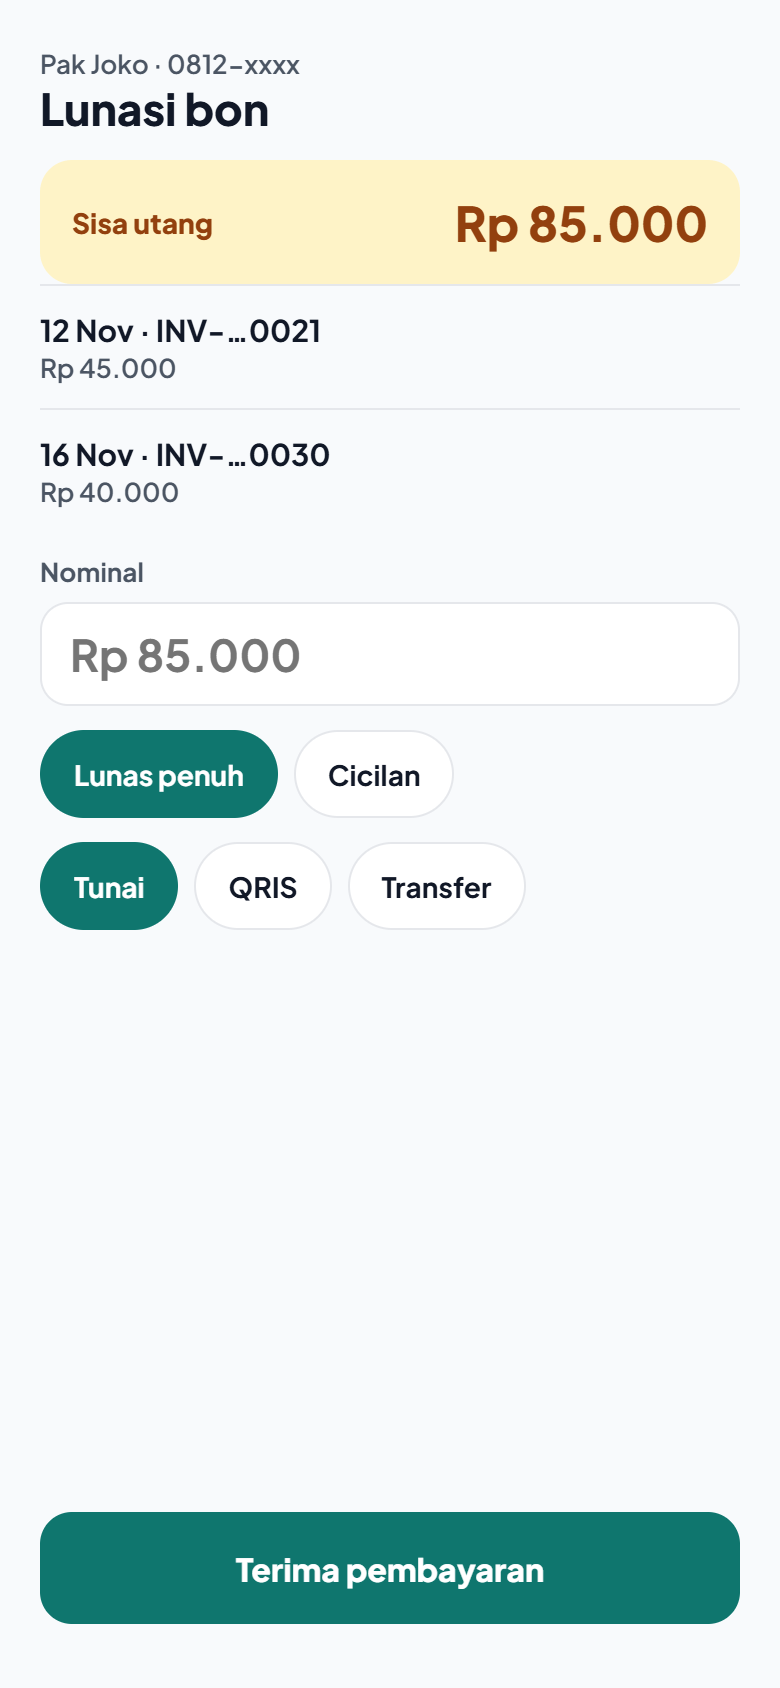 Pak Joko · 0812-xxxx
Lunasi bon
Sisa utang Rp 85.000
12 Nov · INV-…0021
Rp 45.000
16 Nov · INV-…0030
Rp 40.000
Nominal
Rp 85.000
Lunas penuh Cicilan
Tunai QRIS Transfer
Terima pembayaran